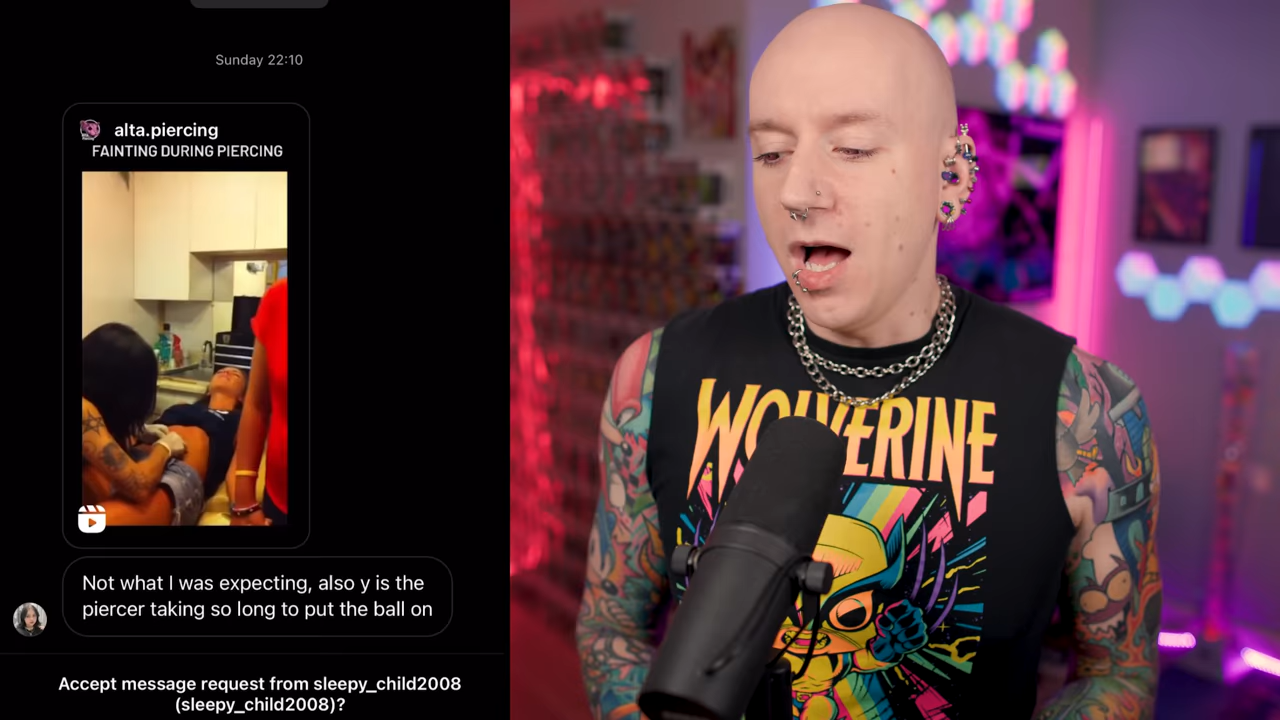 Sunday 22:10
alta.piercing
FAINTING DURING PIERCING
Not what I was expecting, also y is the
piercer taking so long to put the ball on
Accept message request from sleepy_child2008
(sleepy_child2008)?
WOLVERINE